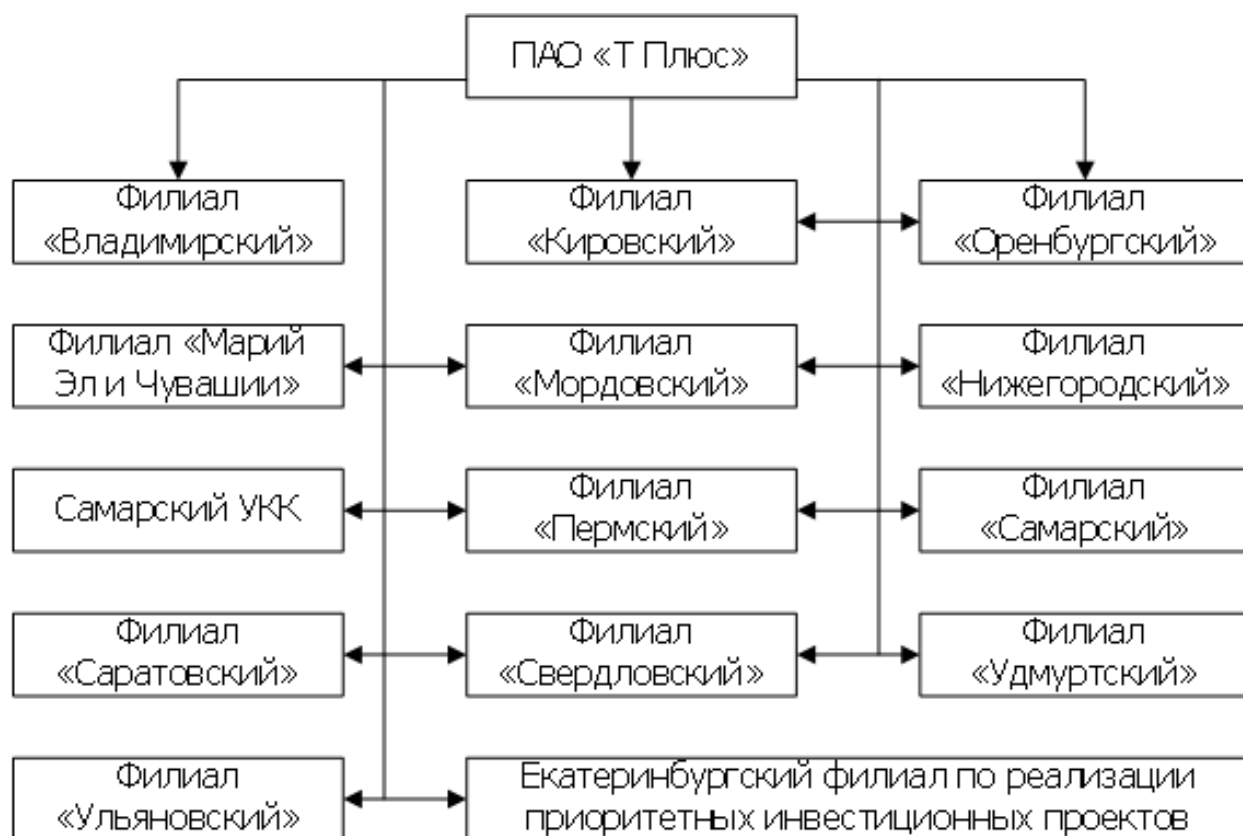 ПАО «Т Плюс»
Филиал
«Владимирский»
Филиал
«Кировский»
Филиал
«Оренбургский»
Филиал «Марий
Эл и Чувашии»
Филиал
«Мордовский»
Филиал
«Нижегородский»
Самарский УКК
Филиал
«Пермский»
Филиал
«Самарский»
Филиал
«Саратовский»
Филиал
«Свердловский»
Филиал
«Удмуртский»
Филиал
«Ульяновский»
Екатеринбургский филиал по реализации
приоритетных инвестиционных проектов